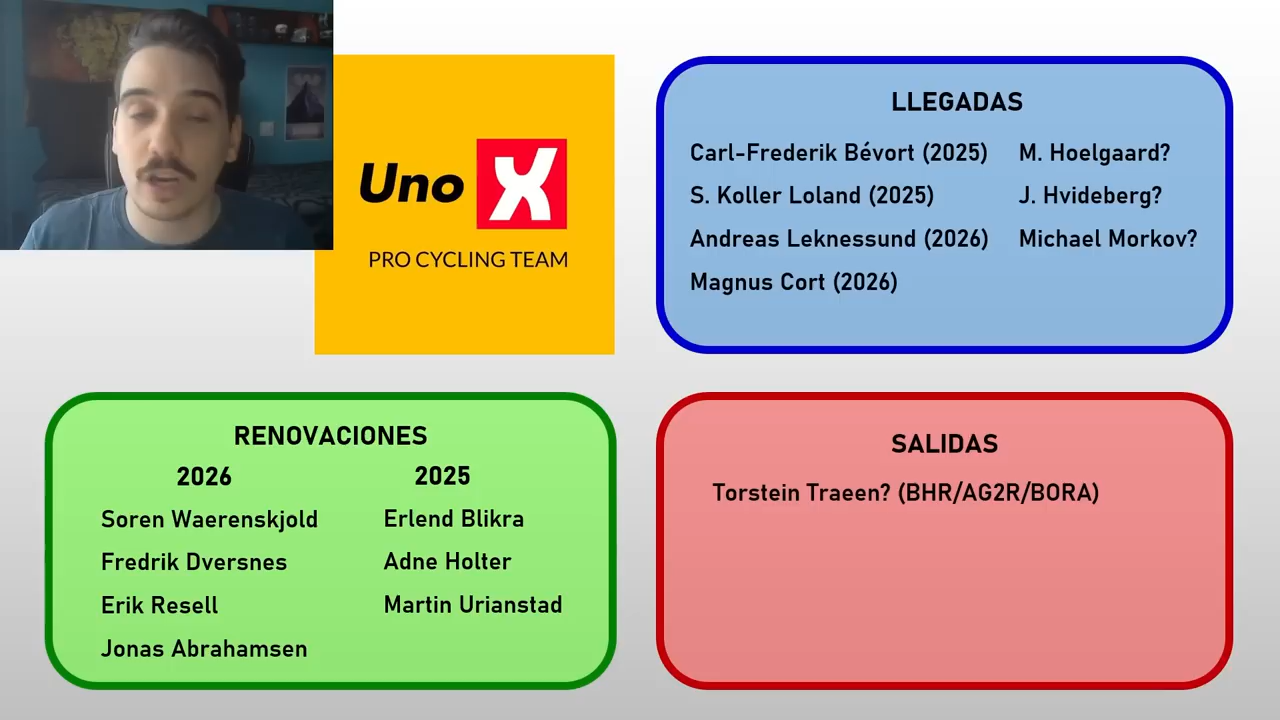 Uno X
PRO CYCLING TEAM
LLEGADAS
Carl-Frederik Bévort (2025)
S. Koller Loland (2025)
Andreas Leknessund (2026)
Magnus Cort (2026)
M. Hoelgaard?
J. Hvideberg?
Michael Morkov?
RENOVACIONES
2026
Soren Waerenskjold
Fredrik Dversnes
Erik Resell
Jonas Abrahamsen
2025
Erlend Blikra
Adne Holter
Martin Urianstad
SALIDAS
Torstein Traeen? (BHR/AG2R/BORA)